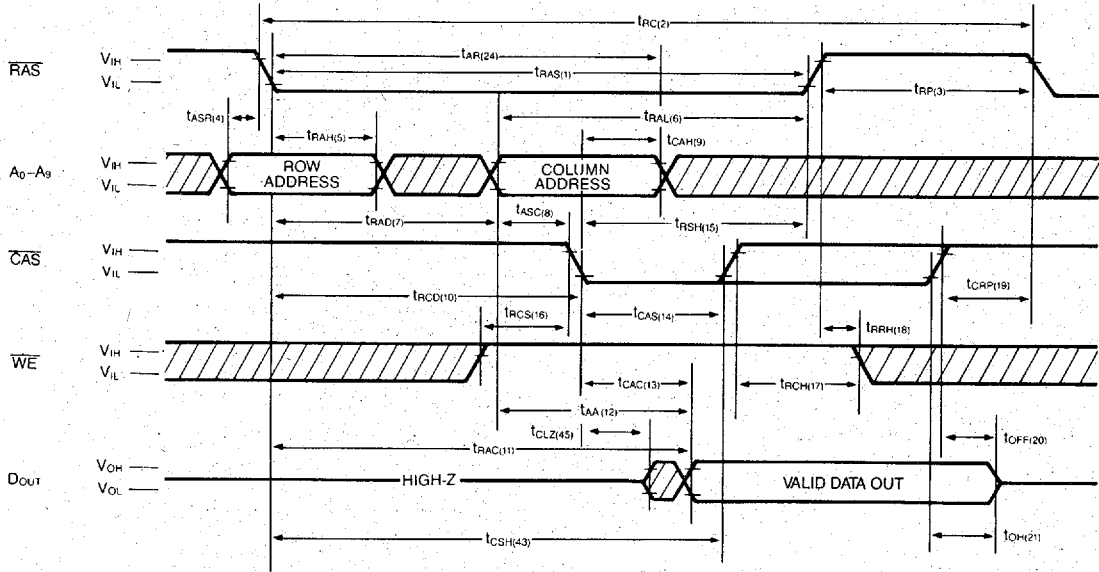 tRC(2)
tAR(24)
RAS VIH VIL
tRAS(1)
tRP(3)
tASR(4)
tRAL(6)
tRAH(5)
tCAH(9)
A0–A9 VIH VIL
ROW ADDRESS
COLUMN ADDRESS
tRAD(7)
tASC(8)
tRSH(15)
CAS VIH VIL
tRCD(10)
tCRP(19)
tRCS(16)
tCAS(14)
tRRH(18)
WE VIH VIL
tCAC(13)
tRCH(17)
tAA(12)
tCLZ(45)
tOFF(20)
tRAC(11)
DOUT VOH VOL
HIGH-Z
VALID DATA OUT
tCSH(43)
tOH(21)